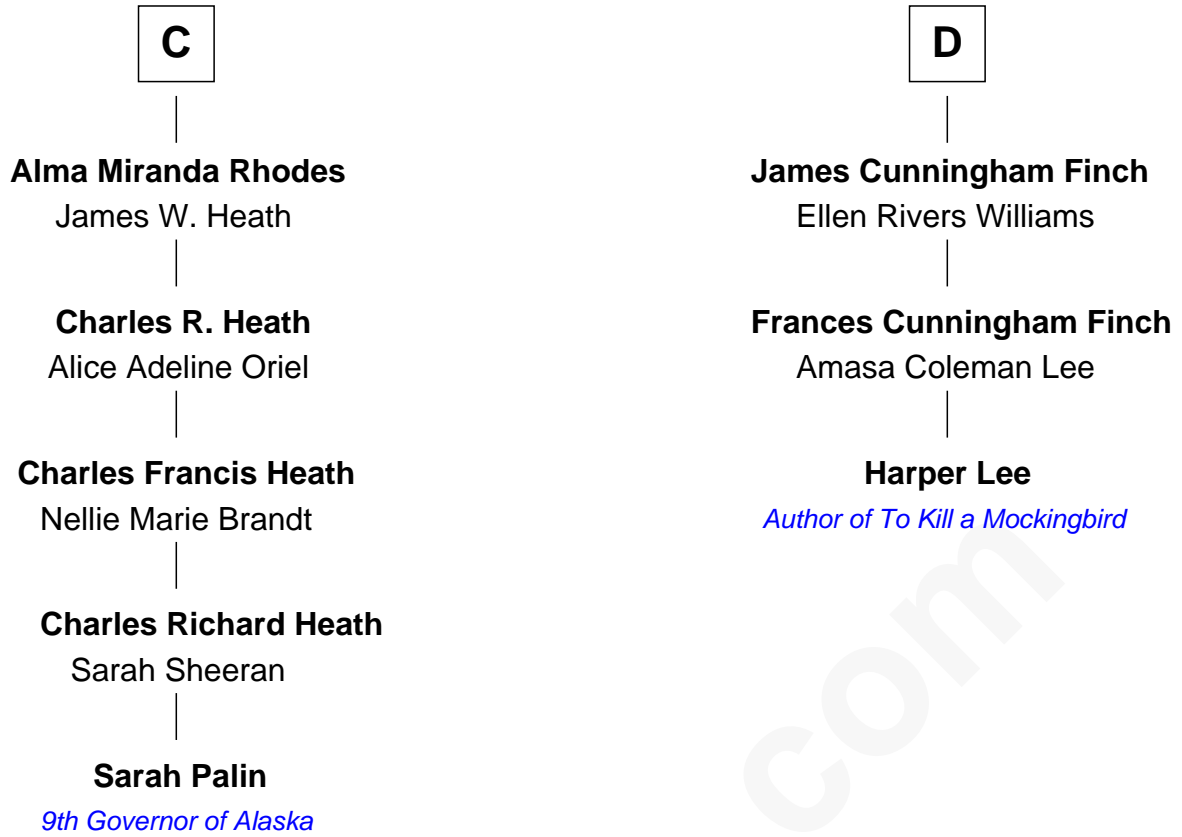 C
Alma Miranda Rhodes
James W. Heath
Charles R. Heath
Alice Adeline Oriel
Charles Francis Heath
Nellie Marie Brandt
Charles Richard Heath
Sarah Sheeran
Sarah Palin
9th Governor of Alaska
D
James Cunningham Finch
Ellen Rivers Williams
Frances Cunningham Finch
Amasa Coleman Lee
Harper Lee
Author of To Kill a Mockingbird
com